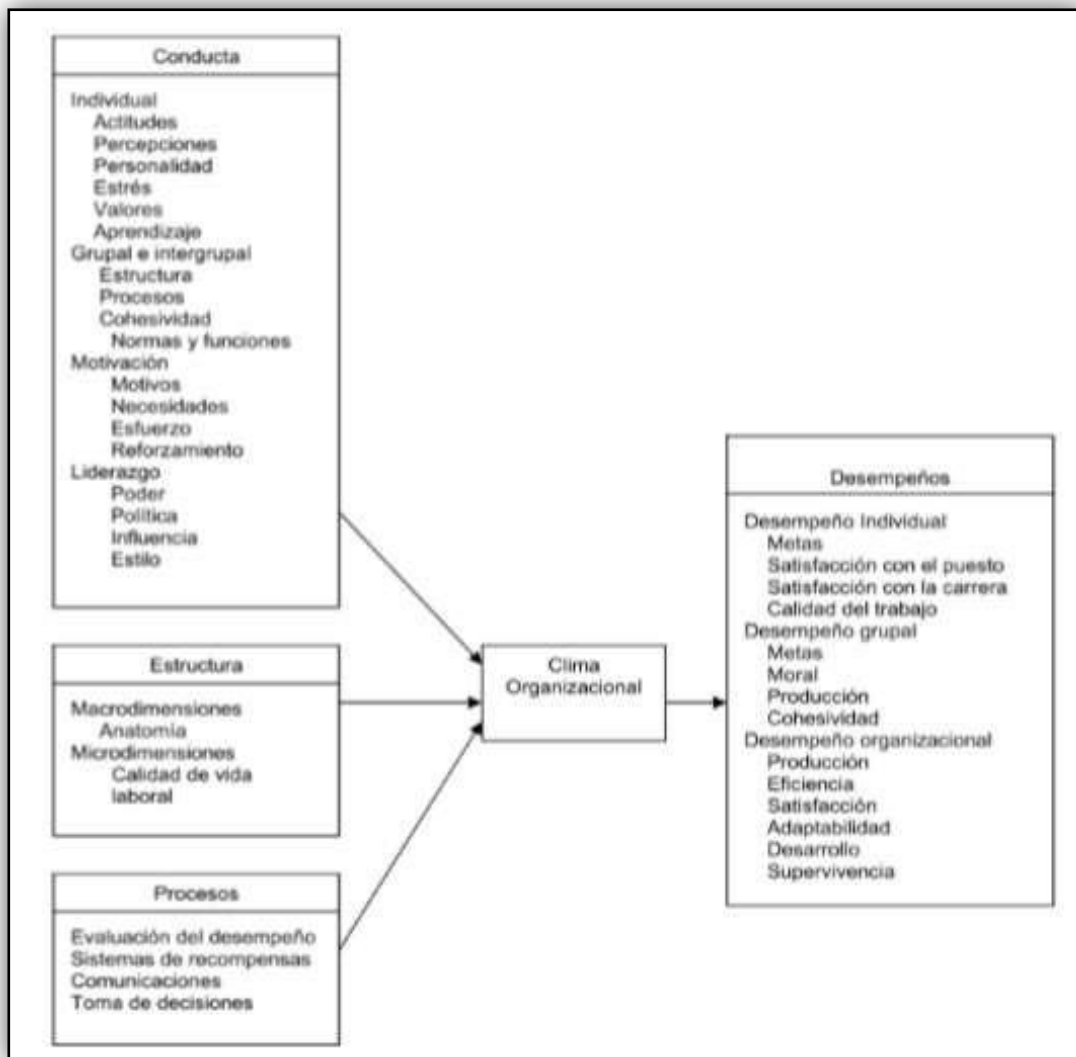 Conducta
Individual
Actitudes
Percepciones
Personalidad
Estrés
Valores
Aprendizaje
Grupal e intergrupal
Estructura
Procesos
Cohesividad
Normas y funciones
Motivación
Motivos
Necesidades
Esfuerzo
Reforzamiento
Liderazgo
Poder
Política
Influencia
Estilo
Estructura
Macrodimensiones
Anatomía
Microdimensiones
Calidad de vida
laboral
Procesos
Evaluación del desempeño
Sistemas de recompensas
Comunicaciones
Toma de decisiones
Clima
Organizacional
Desempeños
Desempeño Individual
Metas
Satisfacción con el puesto
Satisfacción con la carrera
Calidad del trabajo
Desempeño grupal
Metas
Moral
Producción
Cohesividad
Desempeño organizacional
Producción
Eficiencia
Satisfacción
Adaptabilidad
Desarrollo
Supervivencia